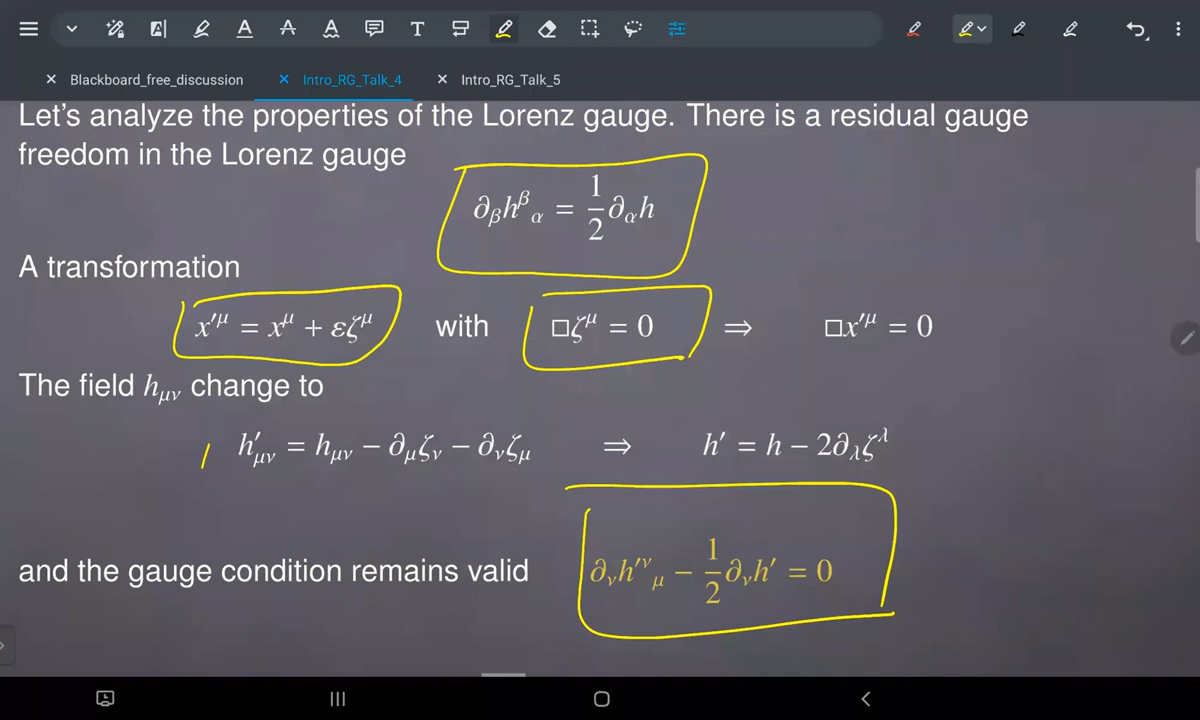 Blackboard_free_discussion Intro_RG_Talk_4 Intro_RG_Talk_5
Let's analyze the properties of the Lorenz gauge. There is a residual gauge
freedom in the Lorenz gauge
∂_β h^β_α = 1/2 ∂_α h
A transformation
x′^μ = x^μ + εζ^μ with □ζ^μ = 0 ⇒ □x′^μ = 0
The field h_μν change to
h′_μν = h_μν − ∂_μζ_ν − ∂_νζ_μ ⇒ h′ = h − 2∂_λζ^λ
and the gauge condition remains valid ∂_ν h′^ν_μ − 1/2 ∂_ν h′ = 0